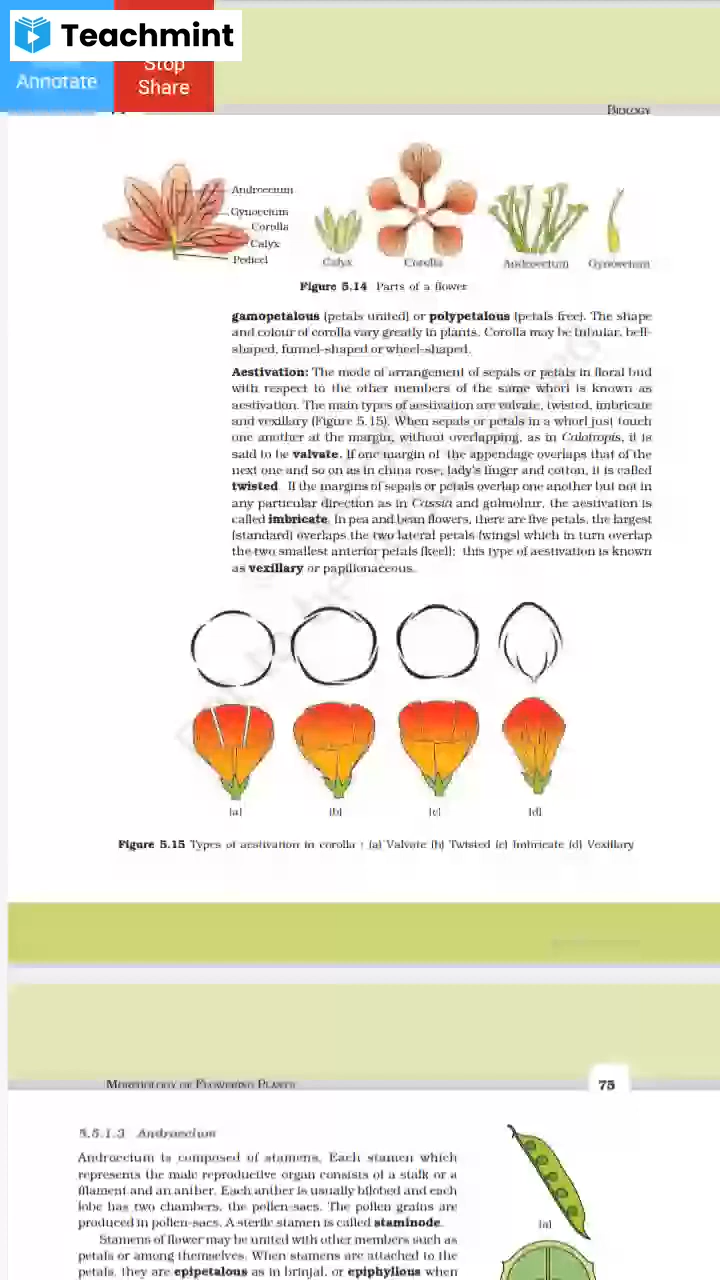 Teachmint
Annotate
Stop
Share
BIOLOGY
Androecium
Gynoecium
Corolla
Calyx
Pedicel
Calyx
Corolla
Androecium
Gynoecium
Figure 5.14 Parts of a flower
gamopetalous (petals united) or polypetalous (petals free). The shape
and colour of corolla vary greatly in plants. Corolla may be tubular, bell-
shaped, funnel-shaped or wheel-shaped.
Aestivation: The mode of arrangement of sepals or petals in floral bud
with respect to the other members of the same whorl is known as
aestivation. The main types of aestivation are valvate, twisted, imbricate
and vexillary (Figure 5.15). When sepals or petals in a whorl just touch
one another at the margin, without overlapping, as in Calotropis, it is
said to be valvate. If one margin of the appendage overlaps that of the
next one and so on as in china rose, lady's finger and cotton, it is called
twisted. If the margins of sepals or petals overlap one another but not in
any particular direction as in Cassia and gulmohur, the aestivation is
called imbricate. In pea and bean flowers, there are five petals, the largest
(standard) overlaps the two lateral petals (wings) which in turn overlap
the two smallest anterior petals (keel); this type of aestivation is known
as vexillary or papilionaceous.
(a)
(b)
(c)
(d)
Figure 5.15 Types of aestivation in corolla : (a) Valvate (b) Twisted (c) Imbricate (d) Vexillary
MORPHOLOGY OF FLOWERING PLANTS
75
5.5.1.3 Androecium
Androecium is composed of stamens. Each stamen which
represents the male reproductive organ consists of a stalk or a
filament and an anther. Each anther is usually bilobed and each
lobe has two chambers, the pollen-sacs. The pollen grains are
produced in pollen-sacs. A sterile stamen is called staminode.
Stamens of flower may be united with other members such as
petals or among themselves. When stamens are attached to the
petals, they are epipetalous as in brinjal, or epiphyllous when
(a)